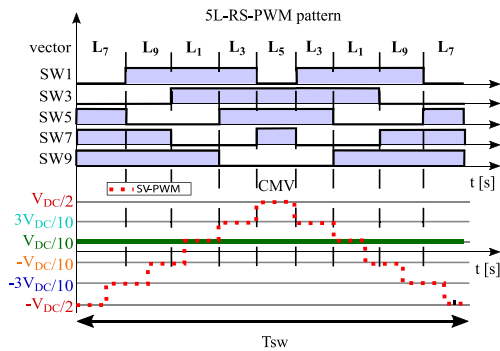 5L-RS-PWM pattern
vector L7 L9 L1 L3 L5 L3 L1 L9 L7
SW1
SW3
SW5
SW7
SW9
t [s]
SV-PWM CMV
VDC/2
3VDC/10
VDC/10
-VDC/10 t [s]
-3VDC/10
-VDC/2
Tsw